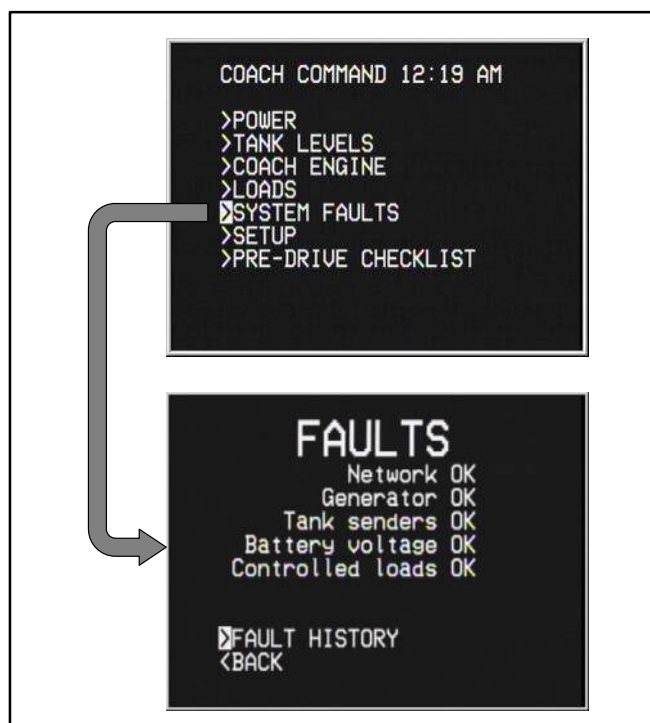 COACH COMMAND 12:19 AM
>POWER
>TANK LEVELS
>COACH ENGINE
>LOADS
>SYSTEM FAULTS
>SETUP
>PRE-DRIVE CHECKLIST
FAULTS
Network OK
Generator OK
Tank senders OK
Battery voltage OK
Controlled loads OK
>FAULT HISTORY
<BACK